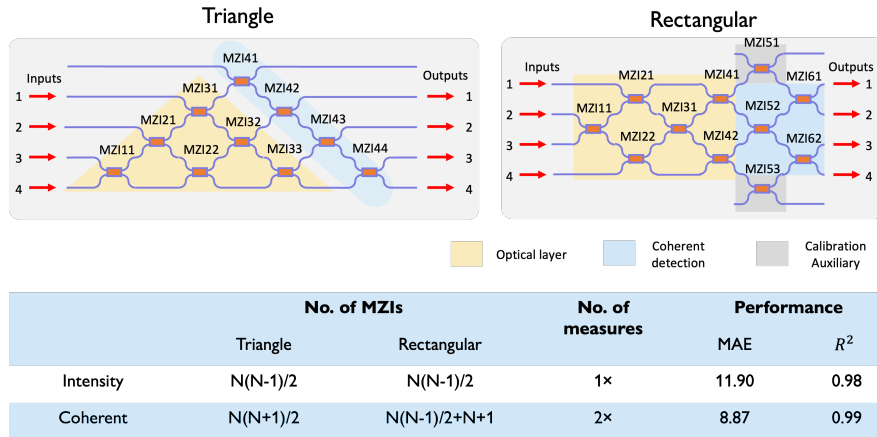 Triangle
Rectangular
MZI41
MZI31
MZI42
MZI21
MZI32
MZI43
MZI11
MZI22
MZI33
MZI44
Inputs
1
2
3
4
Outputs
1
2
3
4
MZI51
MZI21
MZI41
MZI61
MZI11
MZI31
MZI52
MZI22
MZI42
MZI62
MZI53
Inputs
1
2
3
4
Outputs
1
2
3
4
Optical layer
Coherent
detection
Calibration
Auxiliary
No. of MZIs
No. of
measures
Performance
Triangle
Rectangular
MAE
R²
Intensity N(N-1)/2 N(N-1)/2 1× 11.90 0.98
Coherent N(N+1)/2 N(N-1)/2+N+1 2× 8.87 0.99